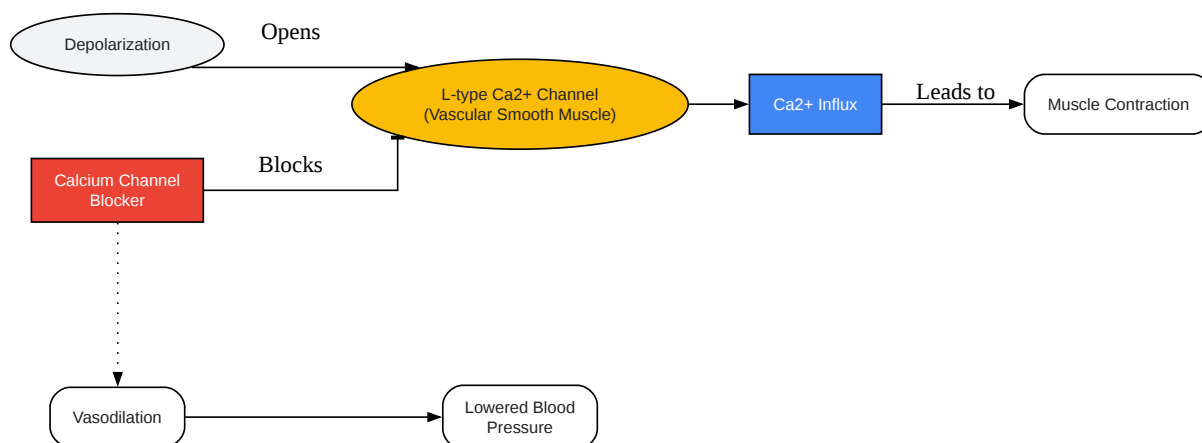 Depolarization
Opens
L-type Ca2+ Channel
(Vascular Smooth Muscle)
Ca2+ Influx
Leads to
Muscle Contraction
Calcium Channel
Blocker
Blocks
Vasodilation
Lowered Blood
Pressure